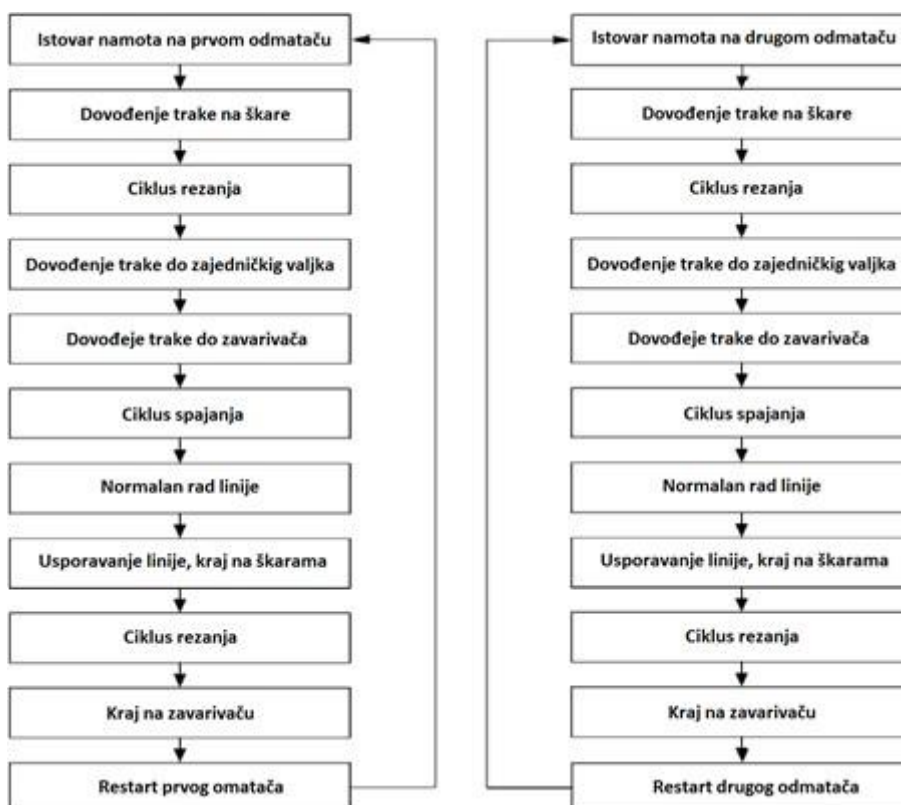 Istovar namota na prvom odmataču
Dovođenje trake na škare
Ciklus rezanja
Dovođenje trake do zajedničkig valjka
Dovođeje trake do zavarivača
Ciklus spajanja
Normalan rad linije
Usporavanje linije, kraj na škarama
Ciklus rezanja
Kraj na zavarivaču
Restart prvog omatača
Istovar namota na drugom odmataču
Dovođenje trake na škare
Ciklus rezanja
Dovođenje trake do zajedničkig valjka
Dovođeje trake do zavarivača
Ciklus spajanja
Normalan rad linije
Usporavanje linije, kraj na škarama
Ciklus rezanja
Kraj na zavarivaču
Restart drugog odmatača